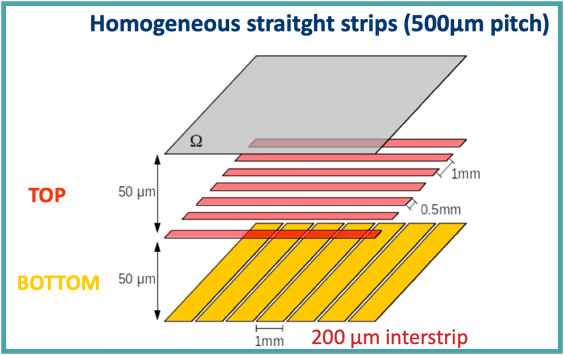 Homogeneous straitght strips (500µm pitch)
Ω
1mm
50 µm
TOP
0.5mm
50 µm
BOTTOM
1mm
200 µm interstrip